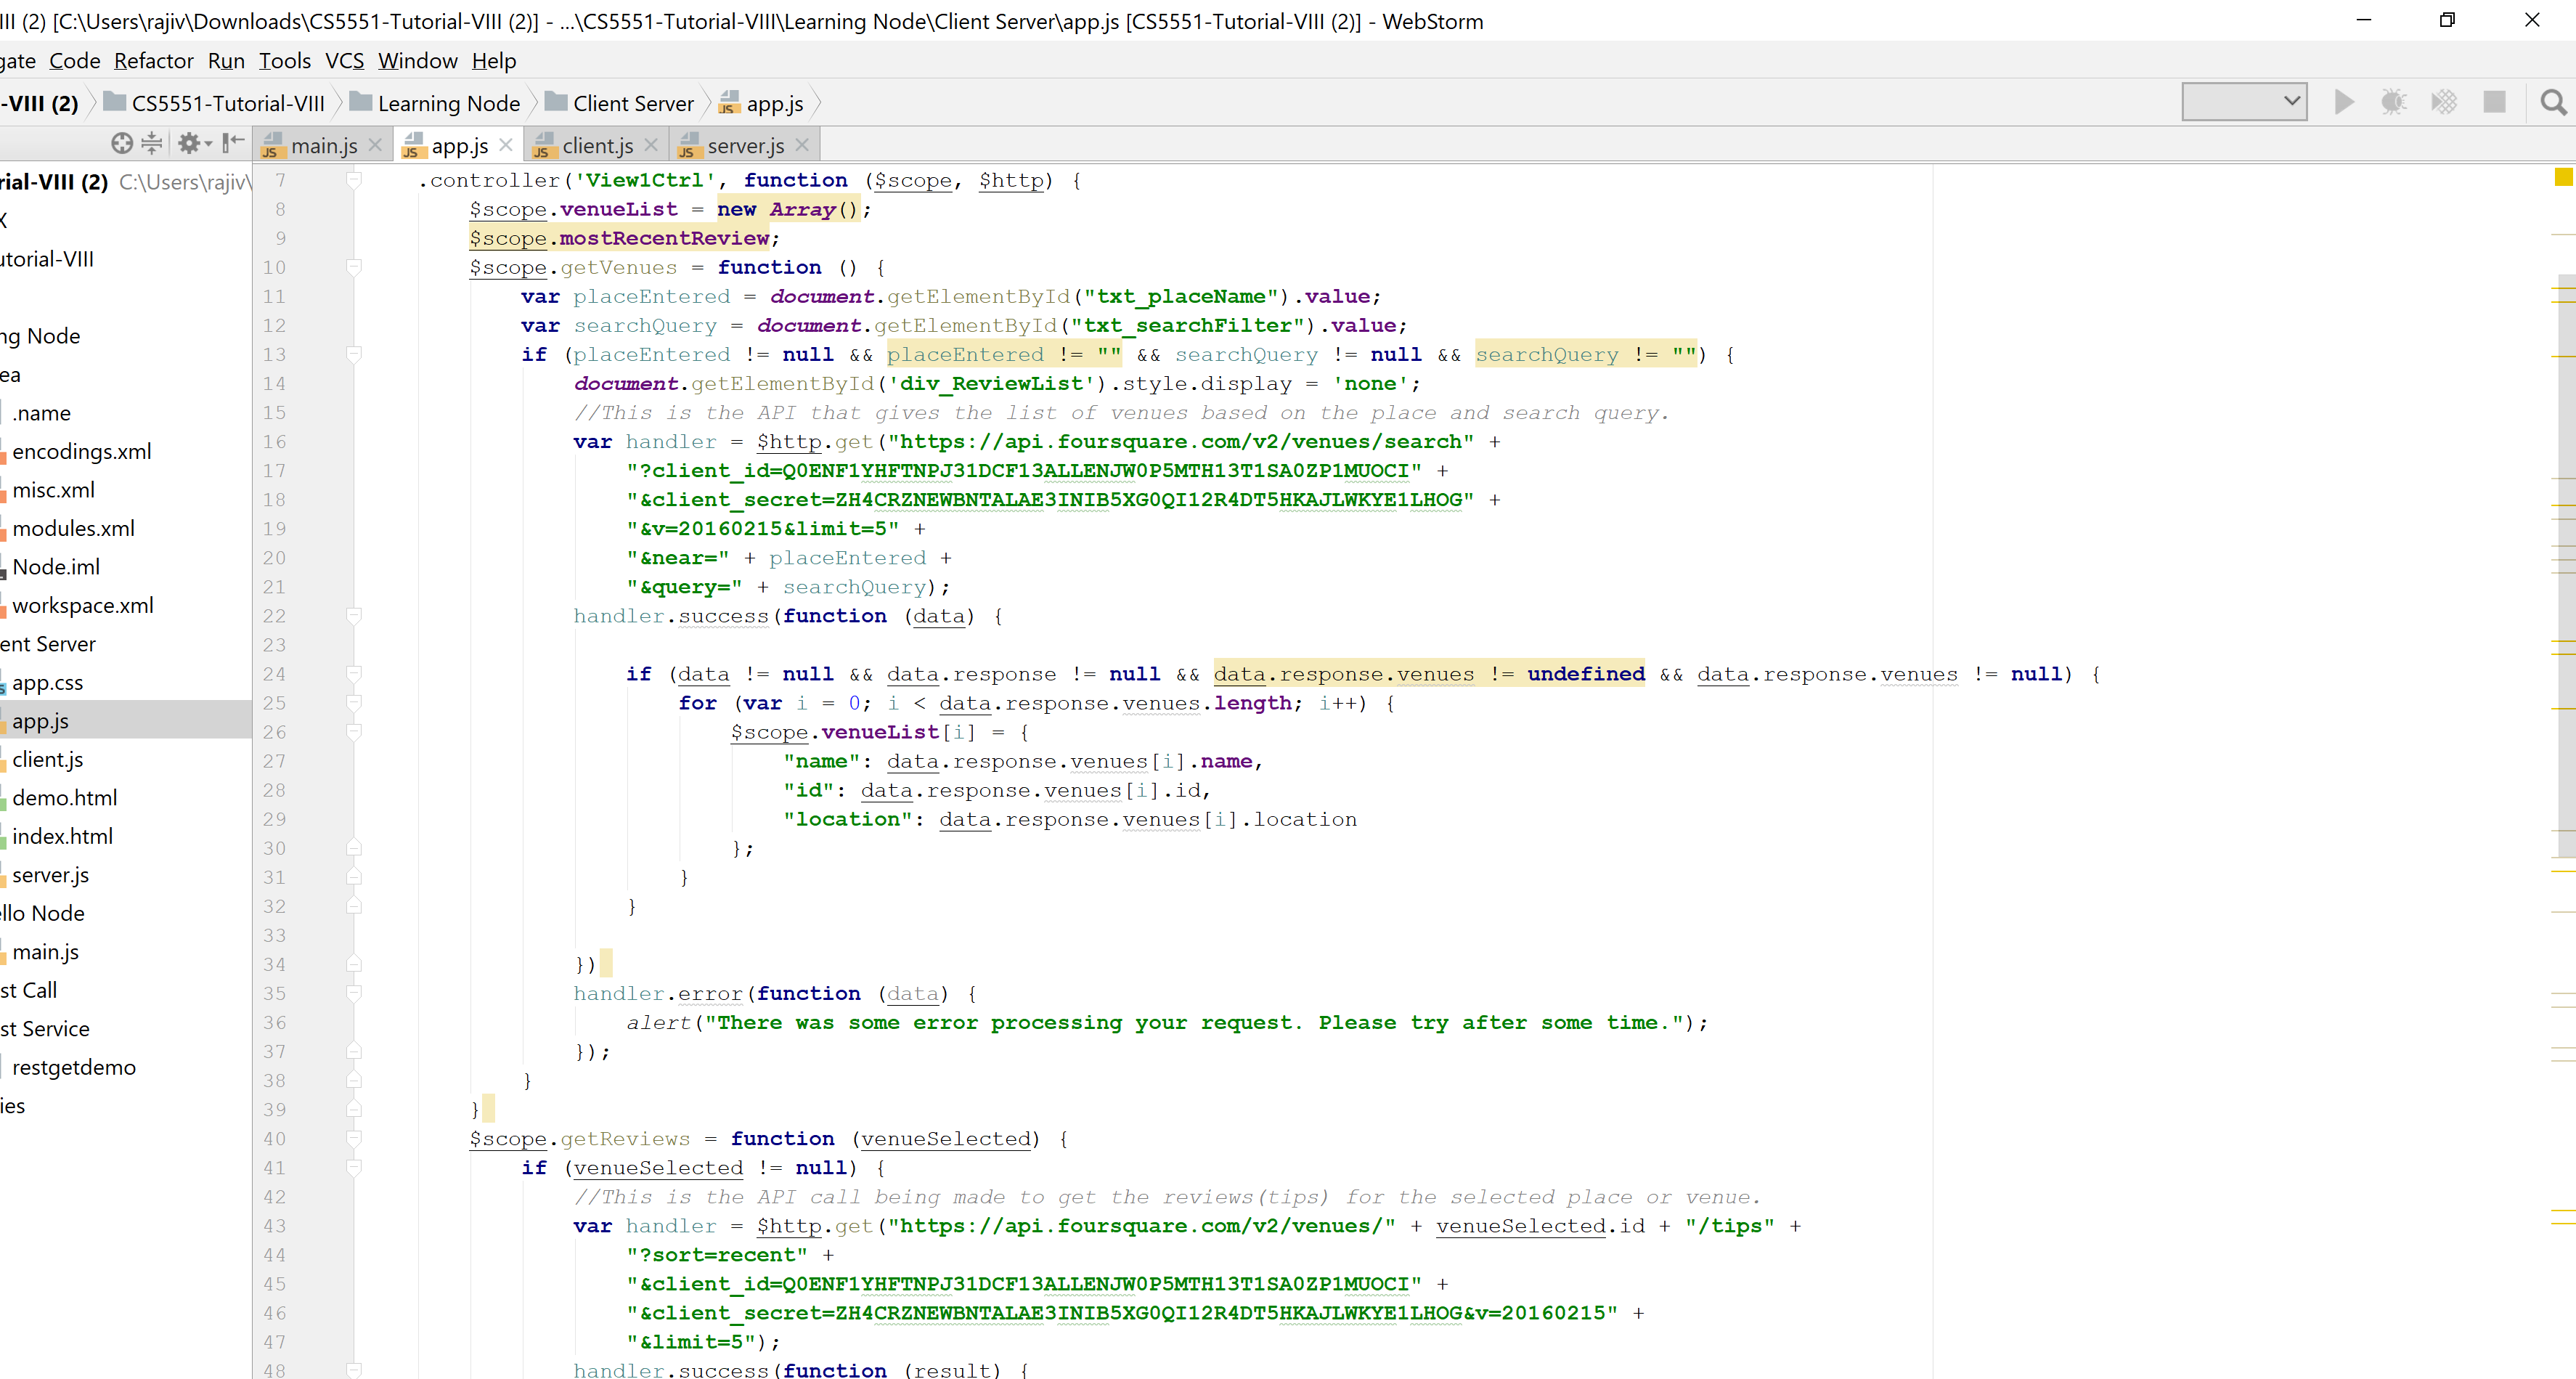 III (2) [C:\Users\rajiv\Downloads\CS5551-Tutorial-VIII (2)] - ...\CS5551-Tutorial-VIII\Learning Node\Client Server\app.js [CS5551-Tutorial-VIII (2)] - WebStorm
gate Code Refactor Run Tools VCS Window Help
-VIII (2) CS5551-Tutorial-VIII Learning Node Client Server app.js
main.js app.js client.js server.js
rial-VIII (2) C:\Users\rajiv\
X
utorial-VIII
ng Node
ea
.name
encodings.xml
misc.xml
modules.xml
Node.iml
workspace.xml
ent Server
app.css
app.js
client.js
demo.html
index.html
server.js
ello Node
main.js
st Call
st Service
restgetdemo
ies
7 .controller('View1Ctrl', function ($scope, $http) {
8 $scope.venueList = new Array();
9 $scope.mostRecentReview;
10 $scope.getVenues = function () {
11 var placeEntered = document.getElementById("txt_placeName").value;
12 var searchQuery = document.getElementById("txt_searchFilter").value;
13 if (placeEntered != null && placeEntered != "" && searchQuery != null && searchQuery != "") {
14 document.getElementById('div_ReviewList').style.display = 'none';
15 //This is the API that gives the list of venues based on the place and search query.
16 var handler = $http.get("https://api.foursquare.com/v2/venues/search" +
17 "?client_id=Q0ENF1YHFTNPJ31DCF13ALLENJW0P5MTH13T1SA0ZP1MUOCI" +
18 "&client_secret=ZH4CRZNEWBNTALAE3INIB5XG0QI12R4DT5HKAJLWKYE1LHOG" +
19 "&v=20160215&limit=5" +
20 "&near=" + placeEntered +
21 "&query=" + searchQuery);
22 handler.success(function (data) {
23
24 if (data != null && data.response != null && data.response.venues != undefined && data.response.venues != null) {
25 for (var i = 0; i < data.response.venues.length; i++) {
26 $scope.venueList[i] = {
27 "name": data.response.venues[i].name,
28 "id": data.response.venues[i].id,
29 "location": data.response.venues[i].location
30 };
31 }
32 }
33
34 })
35 handler.error(function (data) {
36 alert("There was some error processing your request. Please try after some time.");
37 });
38 }
39 }
40 $scope.getReviews = function (venueSelected) {
41 if (venueSelected != null) {
42 //This is the API call being made to get the reviews(tips) for the selected place or venue.
43 var handler = $http.get("https://api.foursquare.com/v2/venues/" + venueSelected.id + "/tips" +
44 "?sort=recent" +
45 "&client_id=Q0ENF1YHFTNPJ31DCF13ALLENJW0P5MTH13T1SA0ZP1MUOCI" +
46 "&client_secret=ZH4CRZNEWBNTALAE3INIB5XG0QI12R4DT5HKAJLWKYE1LHOG&v=20160215" +
47 "&limit=5");
48 handler.success(function (result) {